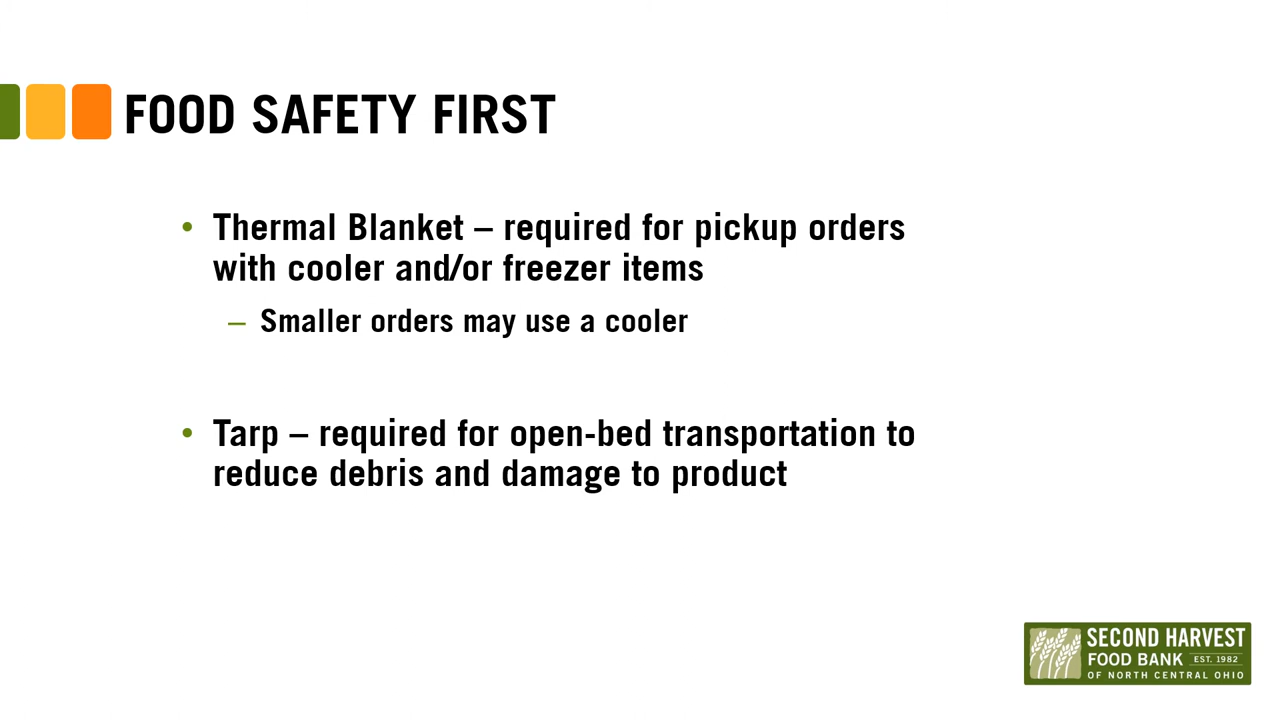 FOOD SAFETY FIRST
• Thermal Blanket – required for pickup orders
with cooler and/or freezer items
– Smaller orders may use a cooler
• Tarp – required for open-bed transportation to
reduce debris and damage to product
SECOND HARVEST
FOOD BANK EST. 1982
OF NORTH CENTRAL OHIO